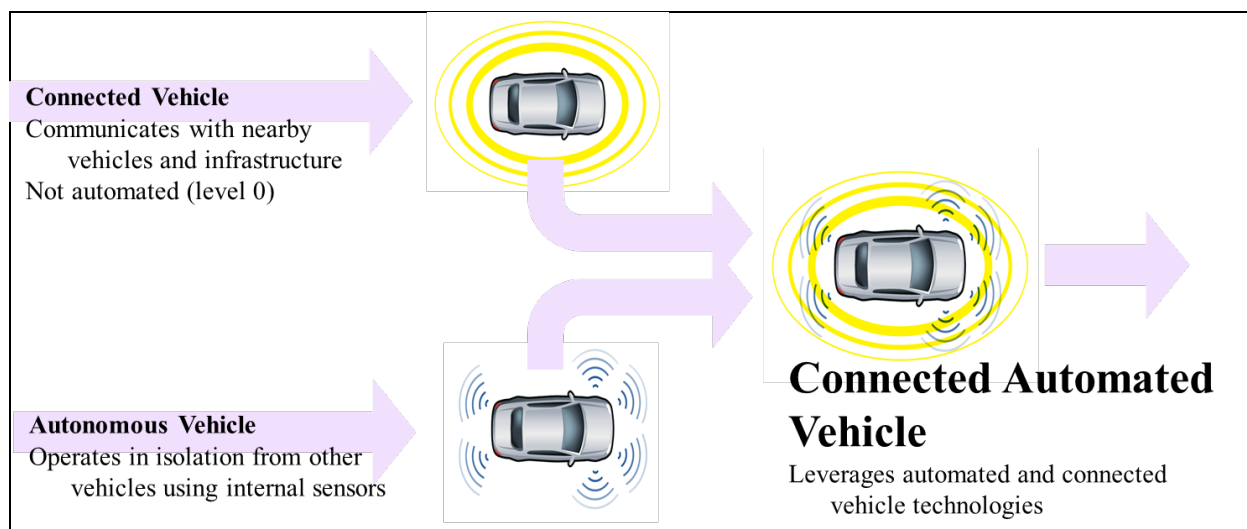 Connected Vehicle
Communicates with nearby
vehicles and infrastructure
Not automated (level 0)
Autonomous Vehicle
Operates in isolation from other
vehicles using internal sensors
Connected Automated
Vehicle
Leverages automated and connected
vehicle technologies